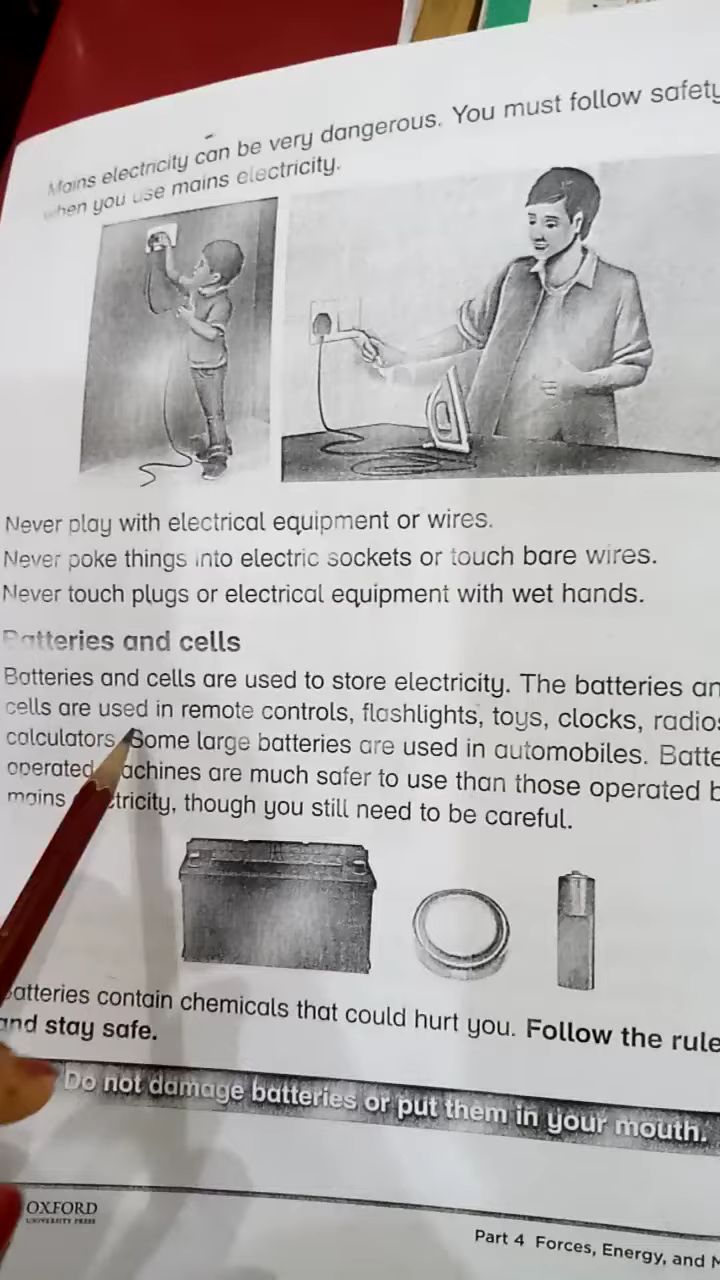 Mains electricity can be very dangerous. You must follow safety
when you use mains electricity.
Never play with electrical equipment or wires.
Never poke things into electric sockets or touch bare wires.
Never touch plugs or electrical equipment with wet hands.
Batteries and cells
Batteries and cells are used to store electricity. The batteries an
cells are used in remote controls, flashlights, toys, clocks, radios
calculators Some large batteries are used in automobiles. Batte
operated machines are much safer to use than those operated b
mains tricity, though you still need to be careful.
Batteries contain chemicals that could hurt you. Follow the rule
and stay safe.
Do not damage batteries or put them in your mouth.
OXFORD
UNIVERSITY PRESS
Part 4 Forces, Energy, and M